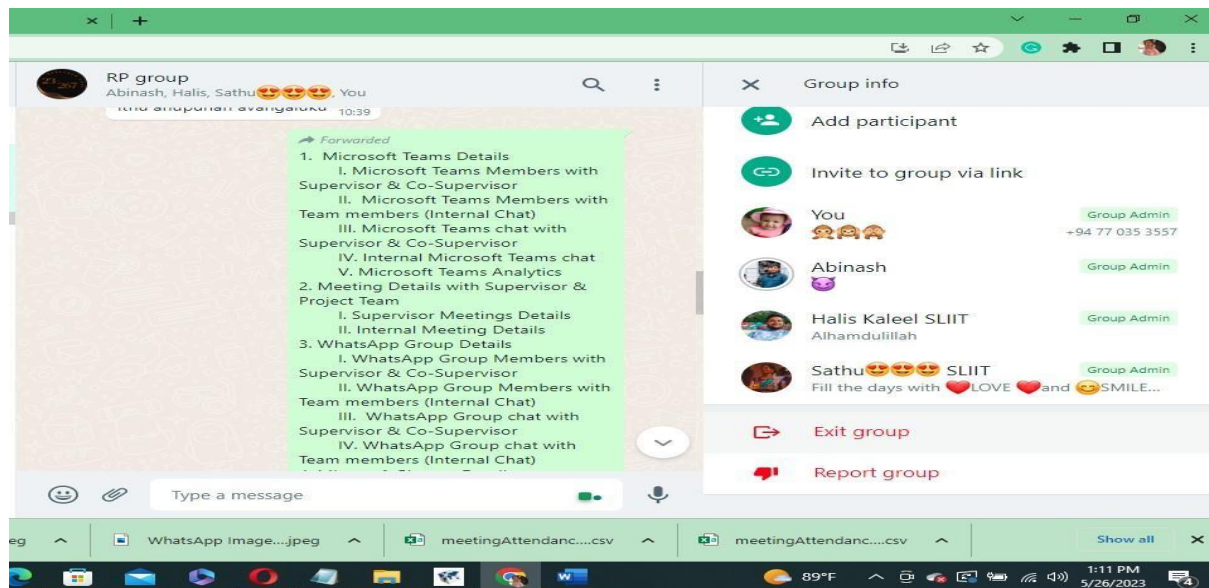 RP group
Abinash, Halis, Sathu😍😍😍, You
10:39
Forwarded
1. Microsoft Teams Details
I. Microsoft Teams Members with
Supervisor & Co-Supervisor
II. Microsoft Teams Members with
Team members (Internal Chat)
III. Microsoft Teams chat with
Supervisor & Co-Supervisor
IV. Internal Microsoft Teams chat
V. Microsoft Teams Analytics
2. Meeting Details with Supervisor &
Project Team
I. Supervisor Meetings Details
II. Internal Meeting Details
3. WhatsApp Group Details
I. WhatsApp Group Members with
Supervisor & Co-Supervisor
II. WhatsApp Group Members with
Team members (Internal Chat)
III. WhatsApp Group chat with
Supervisor & Co-Supervisor
IV. WhatsApp Group chat with
Team members (Internal Chat)
Type a message
Group info
Add participant
Invite to group via link
You
Group Admin
🙊🙉🙈
+94 77 035 3557
Abinash
Group Admin
😈
Halis Kaleel SLIIT
Group Admin
Alhamdulillah
Sathu😍😍😍 SLIIT
Group Admin
Fill the days with ❤️LOVE ❤️and 😊SMILE...
Exit group
Report group
eg
WhatsApp Image....jpeg
meetingAttendanc....csv
meetingAttendanc....csv
Show all
89°F
1:11 PM
5/26/2023
4